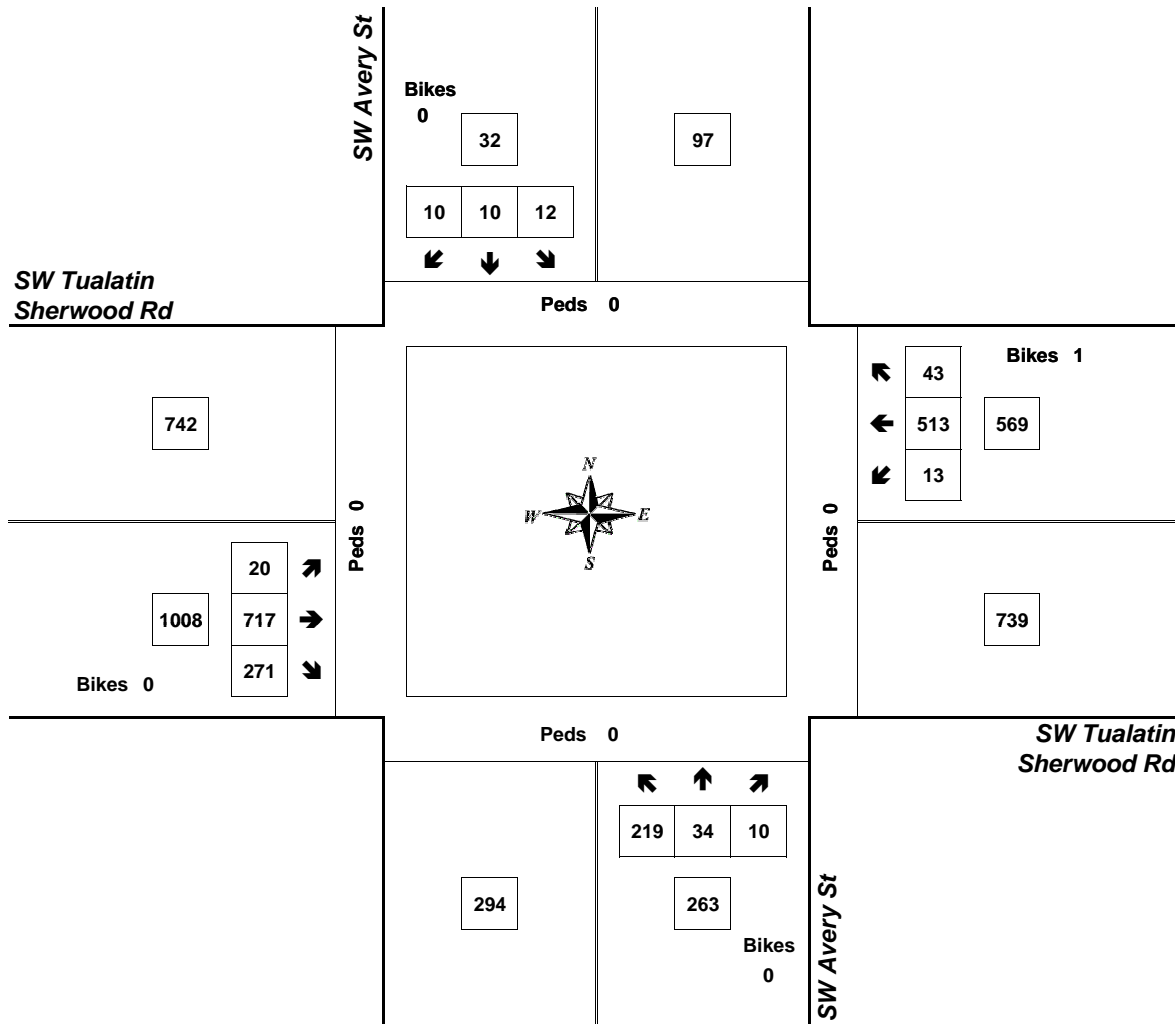 SW Avery St
Bikes
0
32
97
10 10 12
SW Tualatin
Sherwood Rd
Peds 0
Bikes 1
43
742
513 569
13
N
W E
S
Peds 0
Peds 0
20
1008 717
271
739
Bikes 0
Peds 0
SW Tualatin
Sherwood Rd
219 34 10
294
263
Bikes
0
SW Avery St